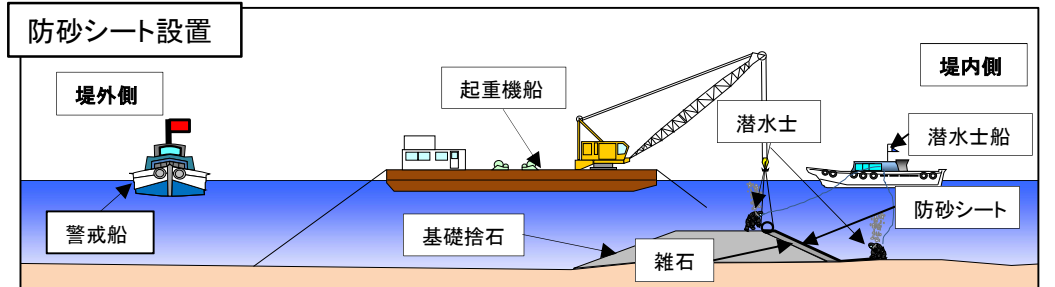 防砂シート設置
堤外側
起重機船
堤内側
潜水士
潜水士船
防砂シート
警戒船
基礎捨石
雑石